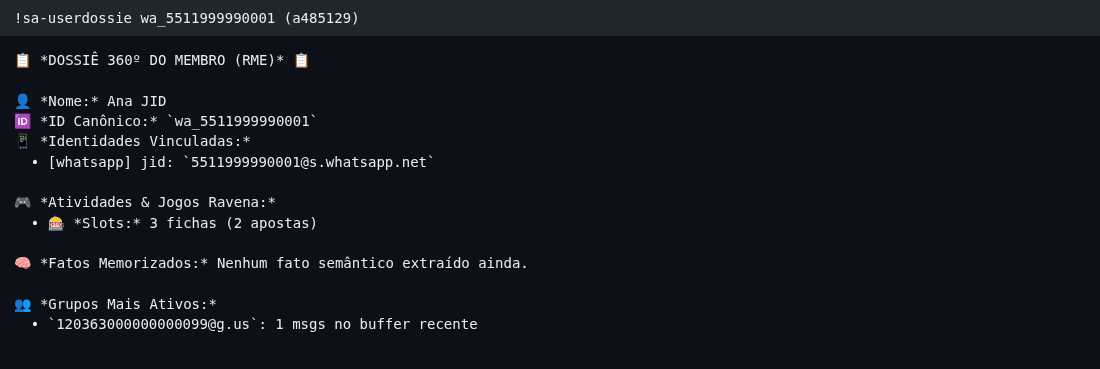 !sa-userdossie wa_5511999990001 (a485129)
📋 *DOSSIÊ 360º DO MEMBRO (RME)* 📋
👤 *Nome:* Ana JID
🆔 *ID Canônico:* `wa_5511999990001`
📱 *Identidades Vinculadas:*
• [whatsapp] jid: `5511999990001@s.whatsapp.net`
🎮 *Atividades & Jogos Ravena:*
• 🎰 *Slots:* 3 fichas (2 apostas)
🧠 *Fatos Memorizados:* Nenhum fato semântico extraído ainda.
👥 *Grupos Mais Ativos:*
• `120363000000000099@g.us`: 1 msgs no buffer recente